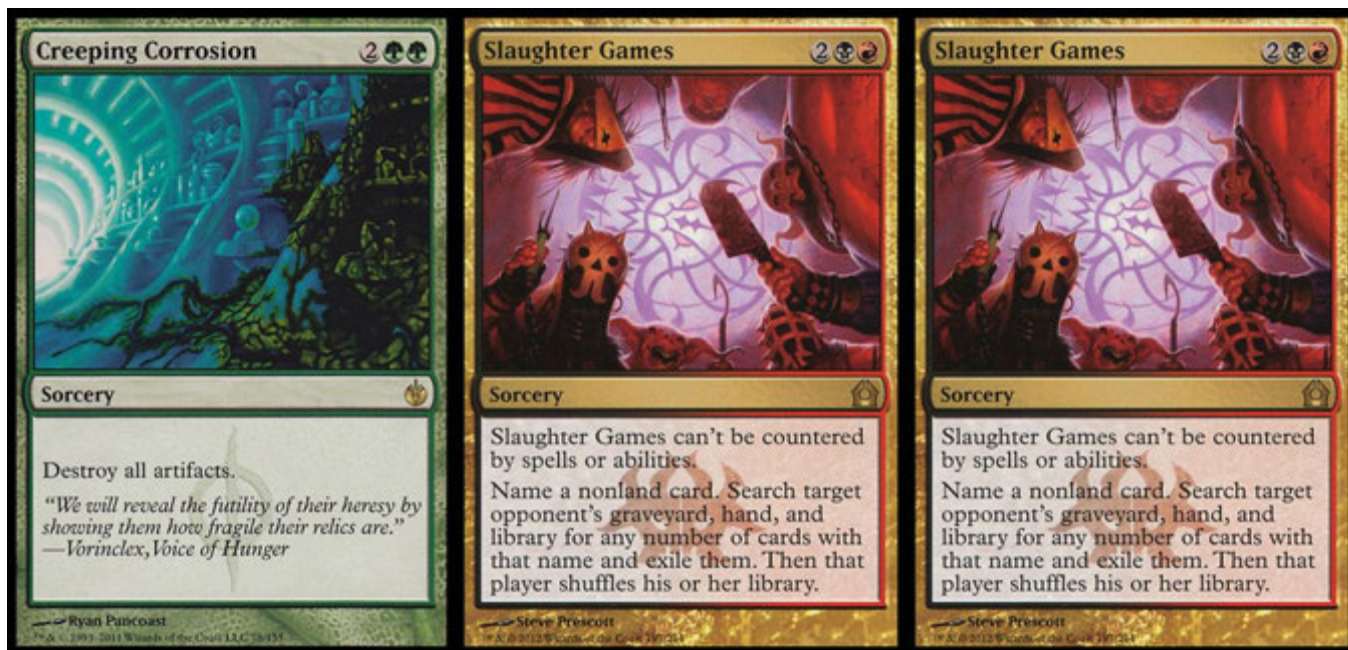 Creeping Corrosion 2
Sorcery
Destroy all artifacts.
“We will reveal the futility of their heresy by
showing them how fragile their relics are.”
—Vorinclex, Voice of Hunger
Ryan Pancoast
Slaughter Games 2
Sorcery
Slaughter Games can't be countered
by spells or abilities.
Name a nonland card. Search target
opponent's graveyard, hand, and
library for any number of cards with
that name and exile them. Then that
player shuffles his or her library.
Steve Prescott
Slaughter Games 2
Sorcery
Slaughter Games can't be countered
by spells or abilities.
Name a nonland card. Search target
opponent's graveyard, hand, and
library for any number of cards with
that name and exile them. Then that
player shuffles his or her library.
Steve Prescott